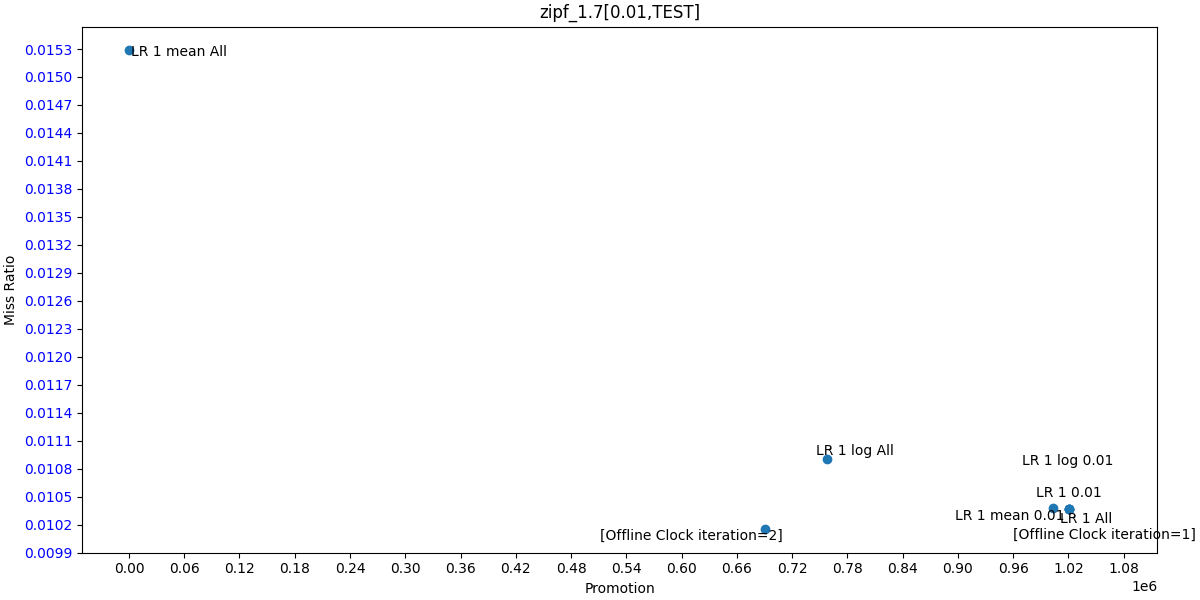 zipf_1.7[0.01,TEST]
0.0153
LR 1 mean All
0.0150
0.0147
0.0144
0.0141
0.0138
0.0135
0.0132
0.0129
0.0126
0.0123
0.0120
0.0117
0.0114
0.0111
0.0108
0.0105
0.0102
0.0099
Miss Ratio
LR 1 log All
LR 1 log 0.01
LR 1 0.01
LR 1 mean 0.01
LR 1 All
[Offline Clock iteration=2]
[Offline Clock iteration=1]
0.00 0.06 0.12 0.18 0.24 0.30 0.36 0.42 0.48 0.54 0.60 0.66 0.72 0.78 0.84 0.90 0.96 1.02 1.08
1e6
Promotion